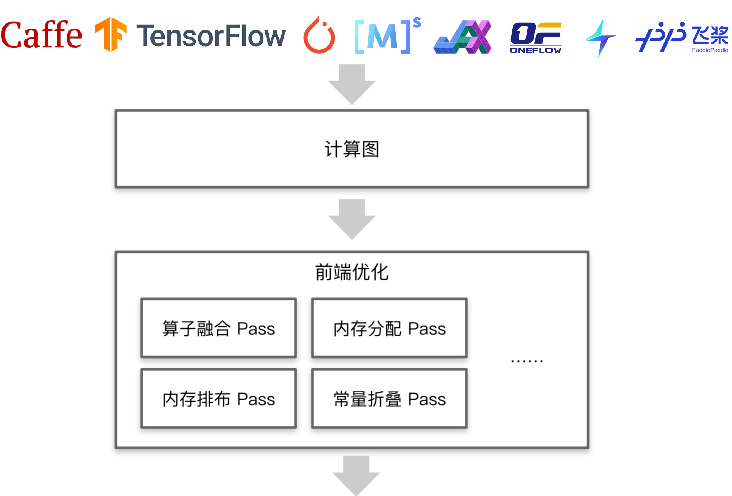 Caffe TensorFlow [M]s JAX OF ONEFLOW 飞桨 PaddlePaddle
计算图
前端优化
算子融合 Pass 内存分配 Pass
......
内存排布 Pass 常量折叠 Pass